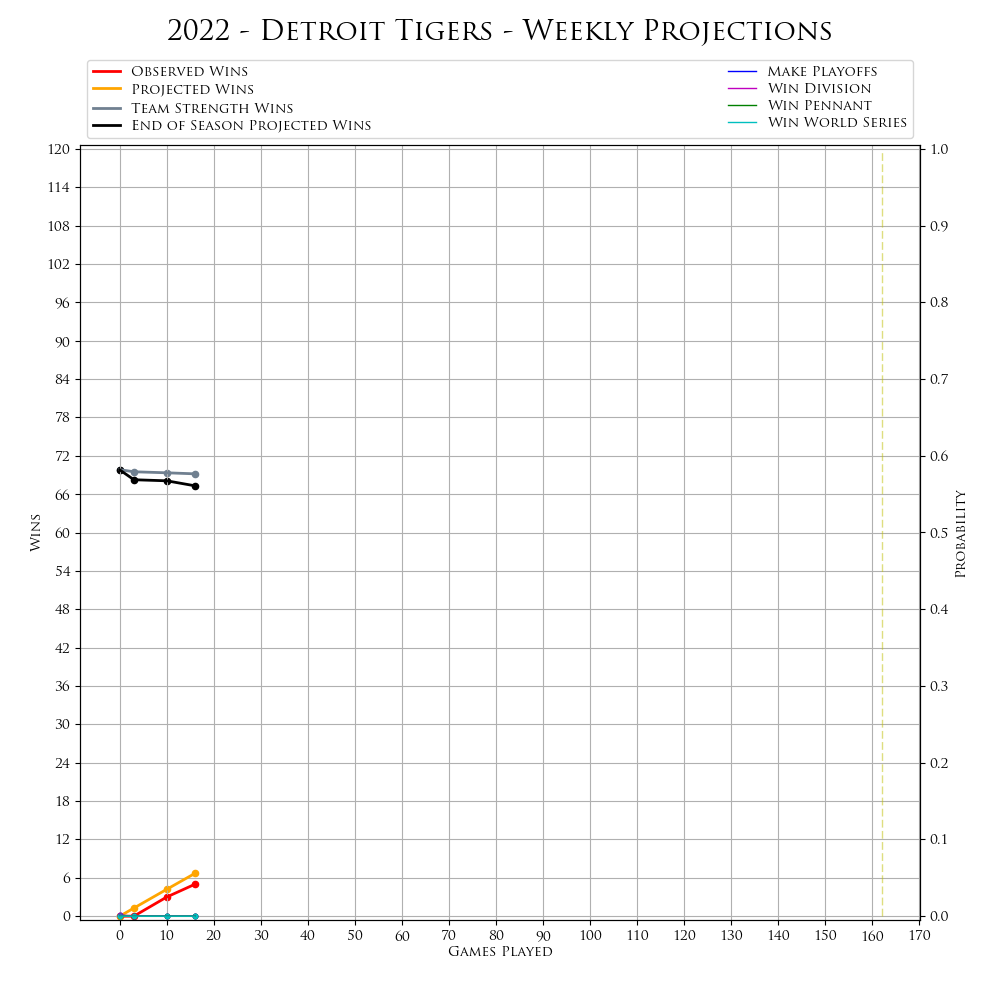 2022 - Detroit Tigers - Weekly Projections
Observed Wins
Projected Wins
Team Strength Wins
End of Season Projected Wins
Make Playoffs
Win Division
Win Pennant
Win World Series
120
114
108
102
96
90
84
78
72
66
60
54
48
42
36
30
24
18
12
6
0
Wins
1.0
0.9
0.8
0.7
0.6
0.5
0.4
0.3
0.2
0.1
0.0
Probability
0 10 20 30 40 50 60 70 80 90 100 110 120 130 140 150 160 170
Games Played